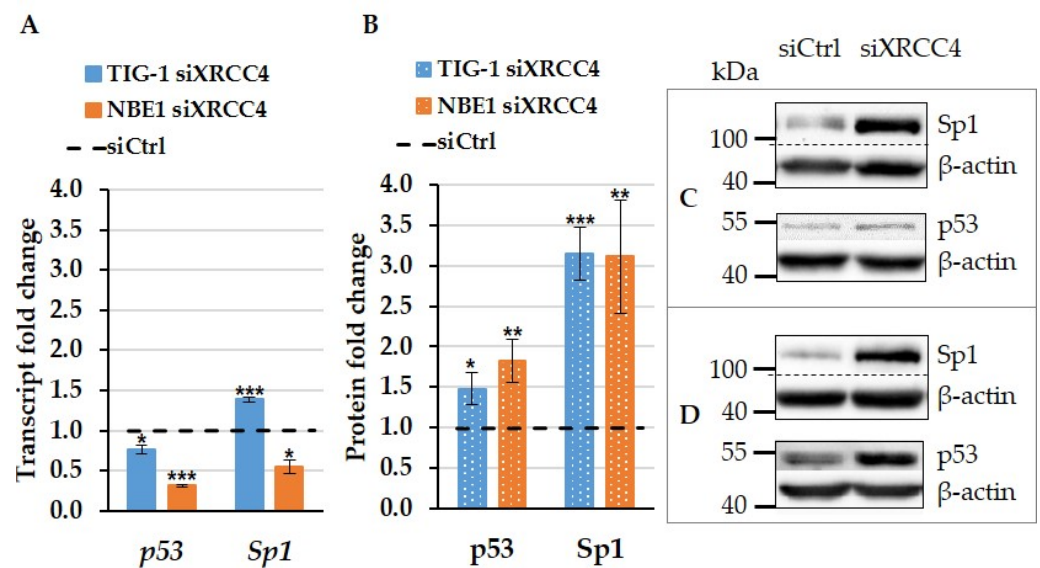 A
TIG-1 siXRCC4
NBE1 siXRCC4
siCtrl
Transcript fold change
4.0
3.5
3.0
2.5
2.0
1.5
1.0
0.5
0.0
*
***
***
*
p53 Sp1
B
TIG-1 siXRCC4
NBE1 siXRCC4
siCtrl
Protein fold change
4.0
3.5
3.0
2.5
2.0
1.5
1.0
0.5
0.0
*
**
***
**
p53 Sp1
siCtrl siXRCC4
kDa
C
100
40
Sp1
β-actin
55
40
p53
β-actin
D
100
40
Sp1
β-actin
55
40
p53
β-actin